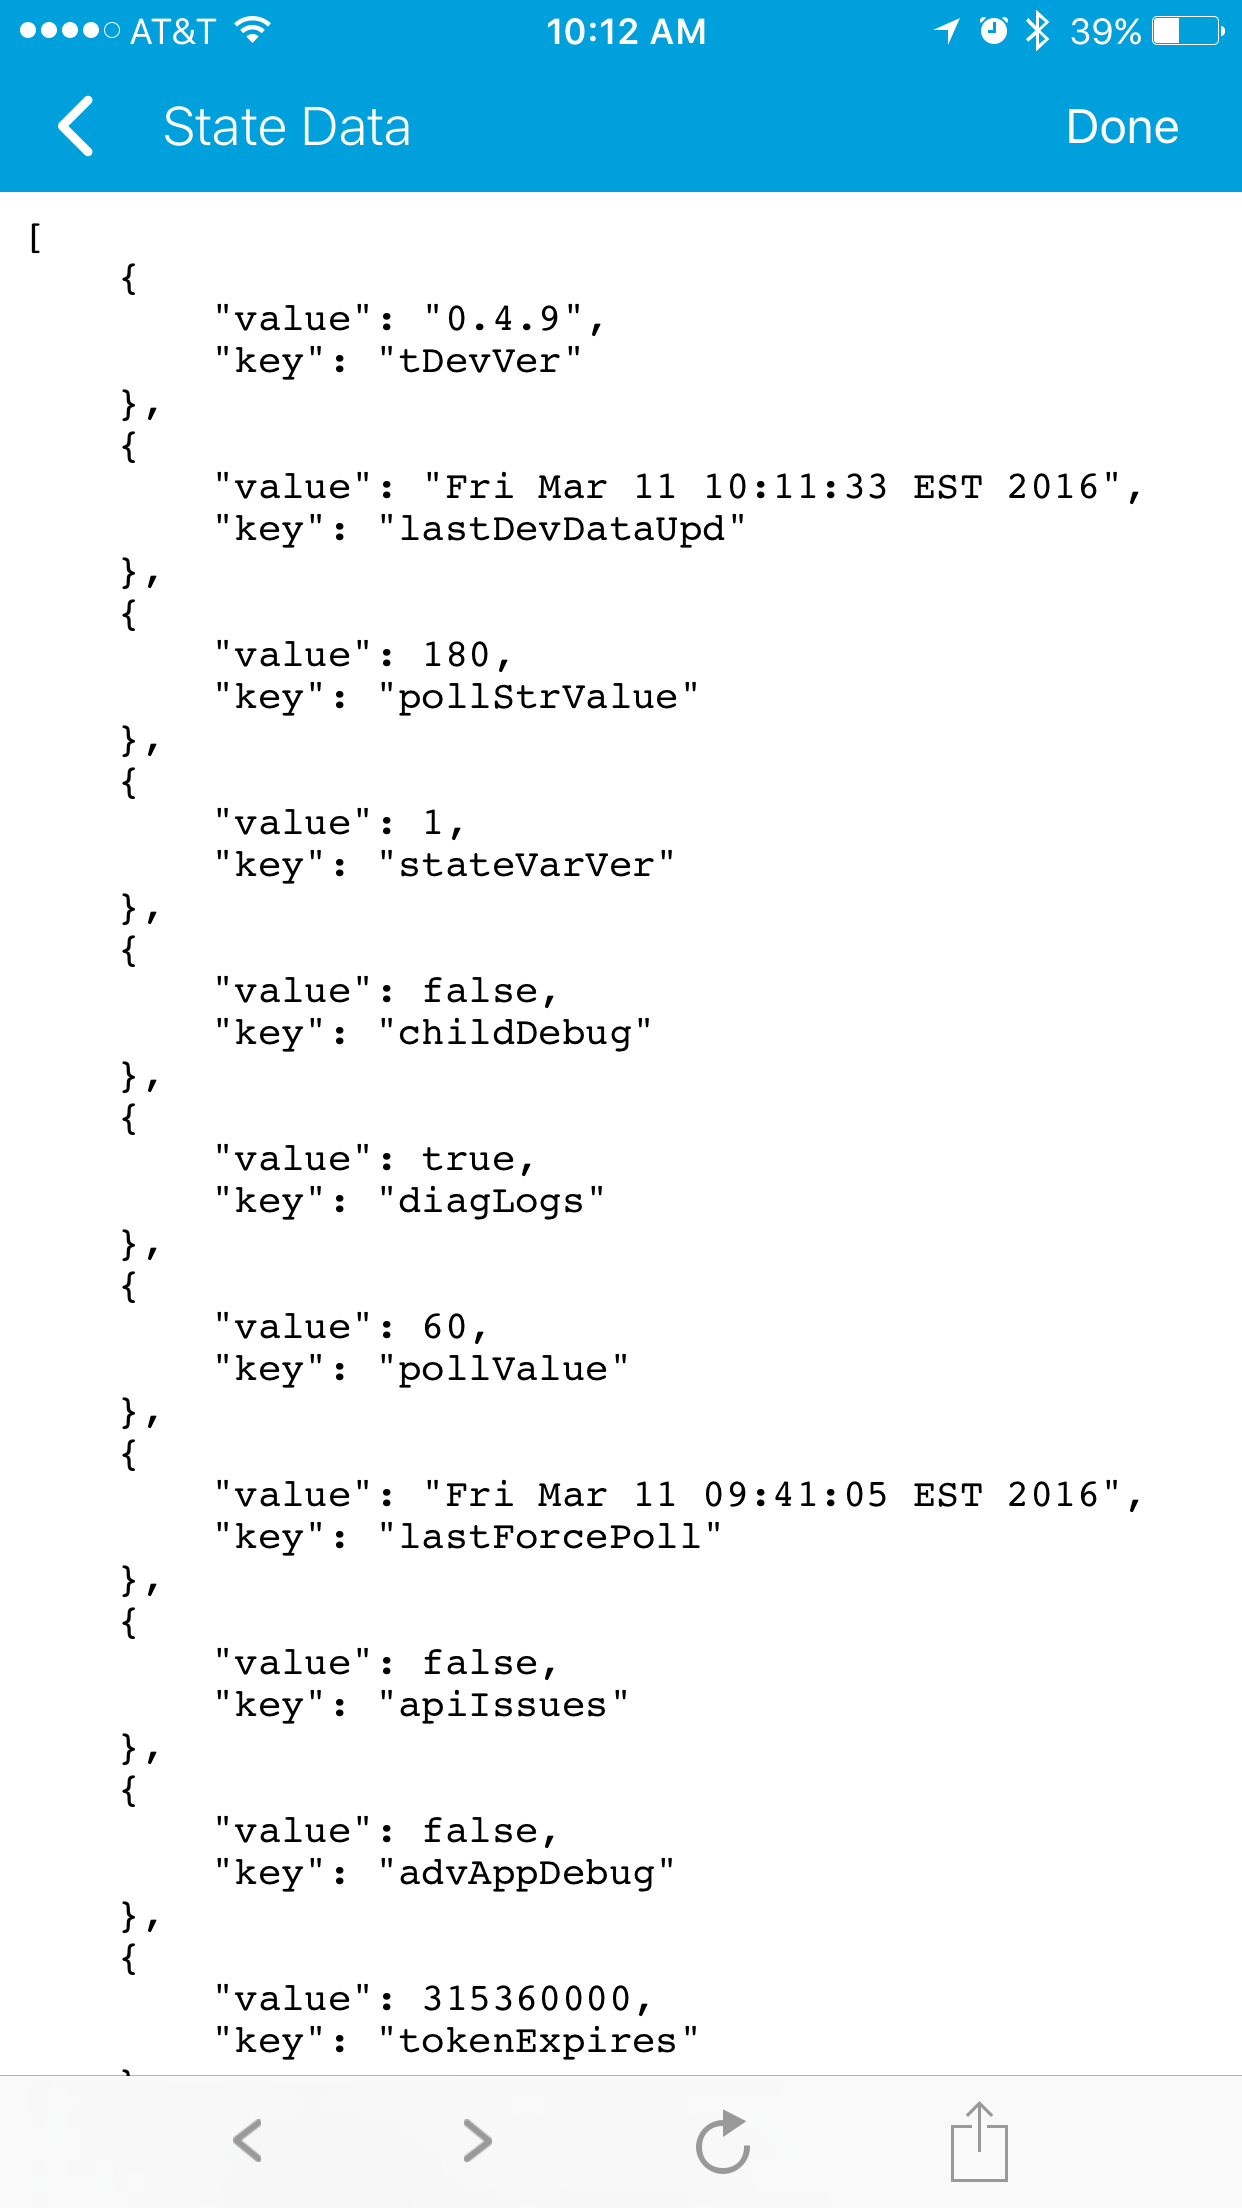 AT&T 10:12 AM 39%
State Data Done
[
{
"value": "0.4.9",
"key": "tDevVer"
},
{
"value": "Fri Mar 11 10:11:33 EST 2016",
"key": "lastDevDataUpd"
},
{
"value": 180,
"key": "pollStrValue"
},
{
"value": 1,
"key": "stateVarVer"
},
{
"value": false,
"key": "childDebug"
},
{
"value": true,
"key": "diagLogs"
},
{
"value": 60,
"key": "pollValue"
},
{
"value": "Fri Mar 11 09:41:05 EST 2016",
"key": "lastForcePoll"
},
{
"value": false,
"key": "apiIssues"
},
{
"value": false,
"key": "advAppDebug"
},
{
"value": 315360000,
"key": "tokenExpires"